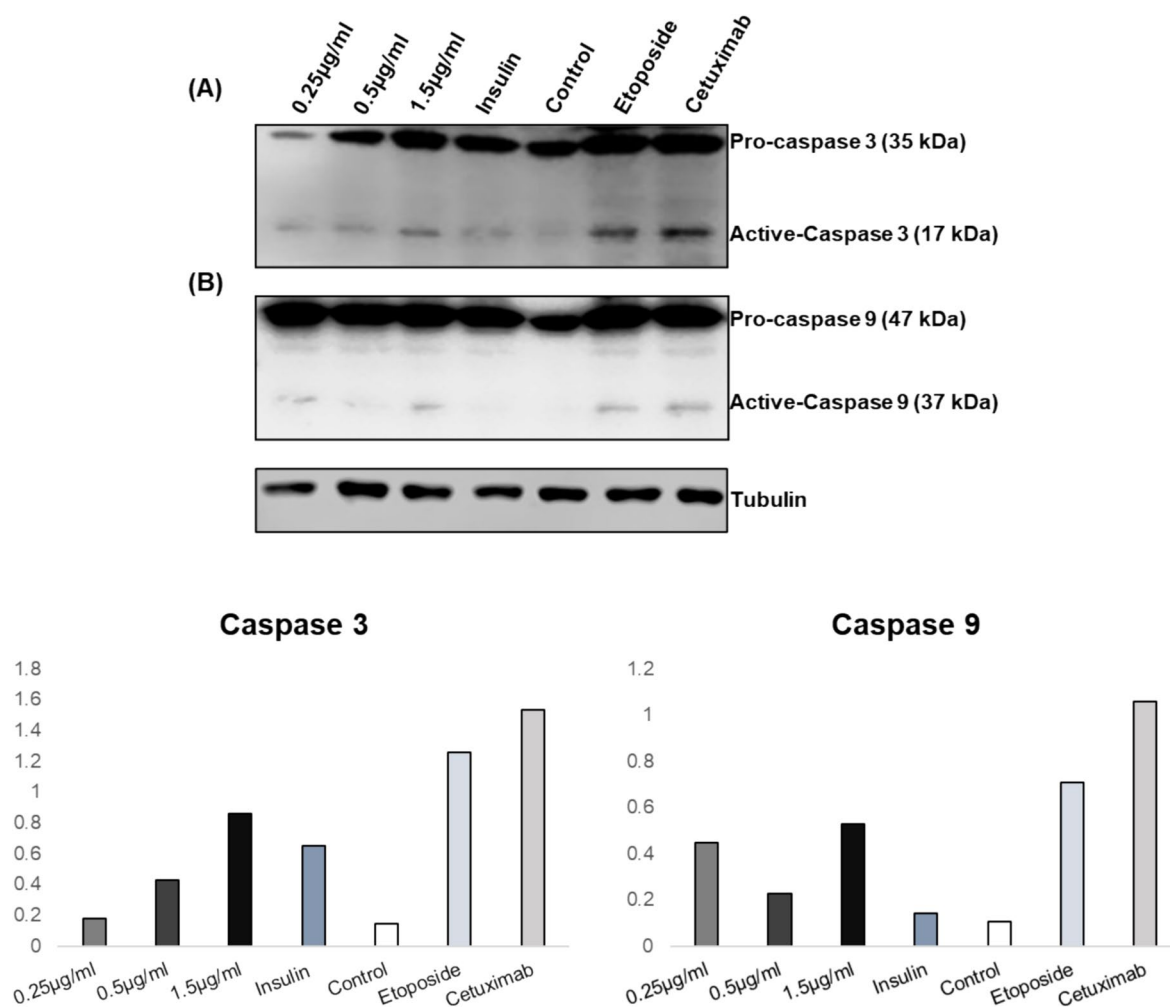 (A)
0.25µg/ml 0.5µg/ml 1.5µg/ml Insulin Control Etoposide Cetuximab
Pro-caspase 3 (35 kDa)
Active-Caspase 3 (17 kDa)
(B)
Pro-caspase 9 (47 kDa)
Active-Caspase 9 (37 kDa)
Tubulin
Caspase 3
1.8
1.6
1.4
1.2
1
0.8
0.6
0.4
0.2
0
0.25µg/ml 0.5µg/ml 1.5µg/ml Insulin Control Etoposide Cetuximab
Caspase 9
1.2
1
0.8
0.6
0.4
0.2
0
0.25µg/ml 0.5µg/ml 1.5µg/ml Insulin Control Etoposide Cetuximab